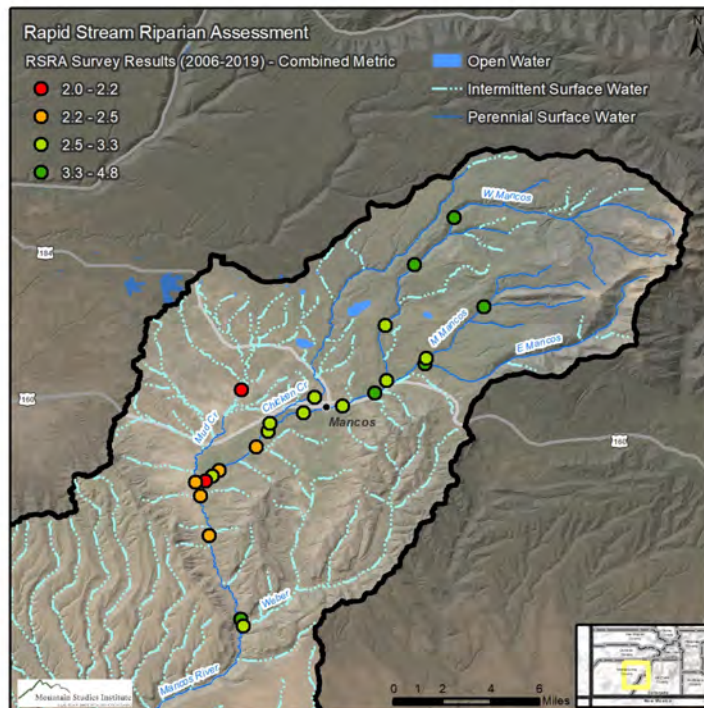 Rapid Stream Riparian Assessment
RSRA Survey Results (2006-2019) - Combined Metric
2.0 - 2.2
2.2 - 2.5
2.5 - 3.3
3.3 - 4.8
Open Water
Intermittent Surface Water
Perennial Surface Water
N
W Mancos
184
M Mancos
E Mancos
160
Chicken Cr
Mud Cr
Mancos
160
Weber
Mancos River
Mountain Studies Institute
0 2 4 6
Miles